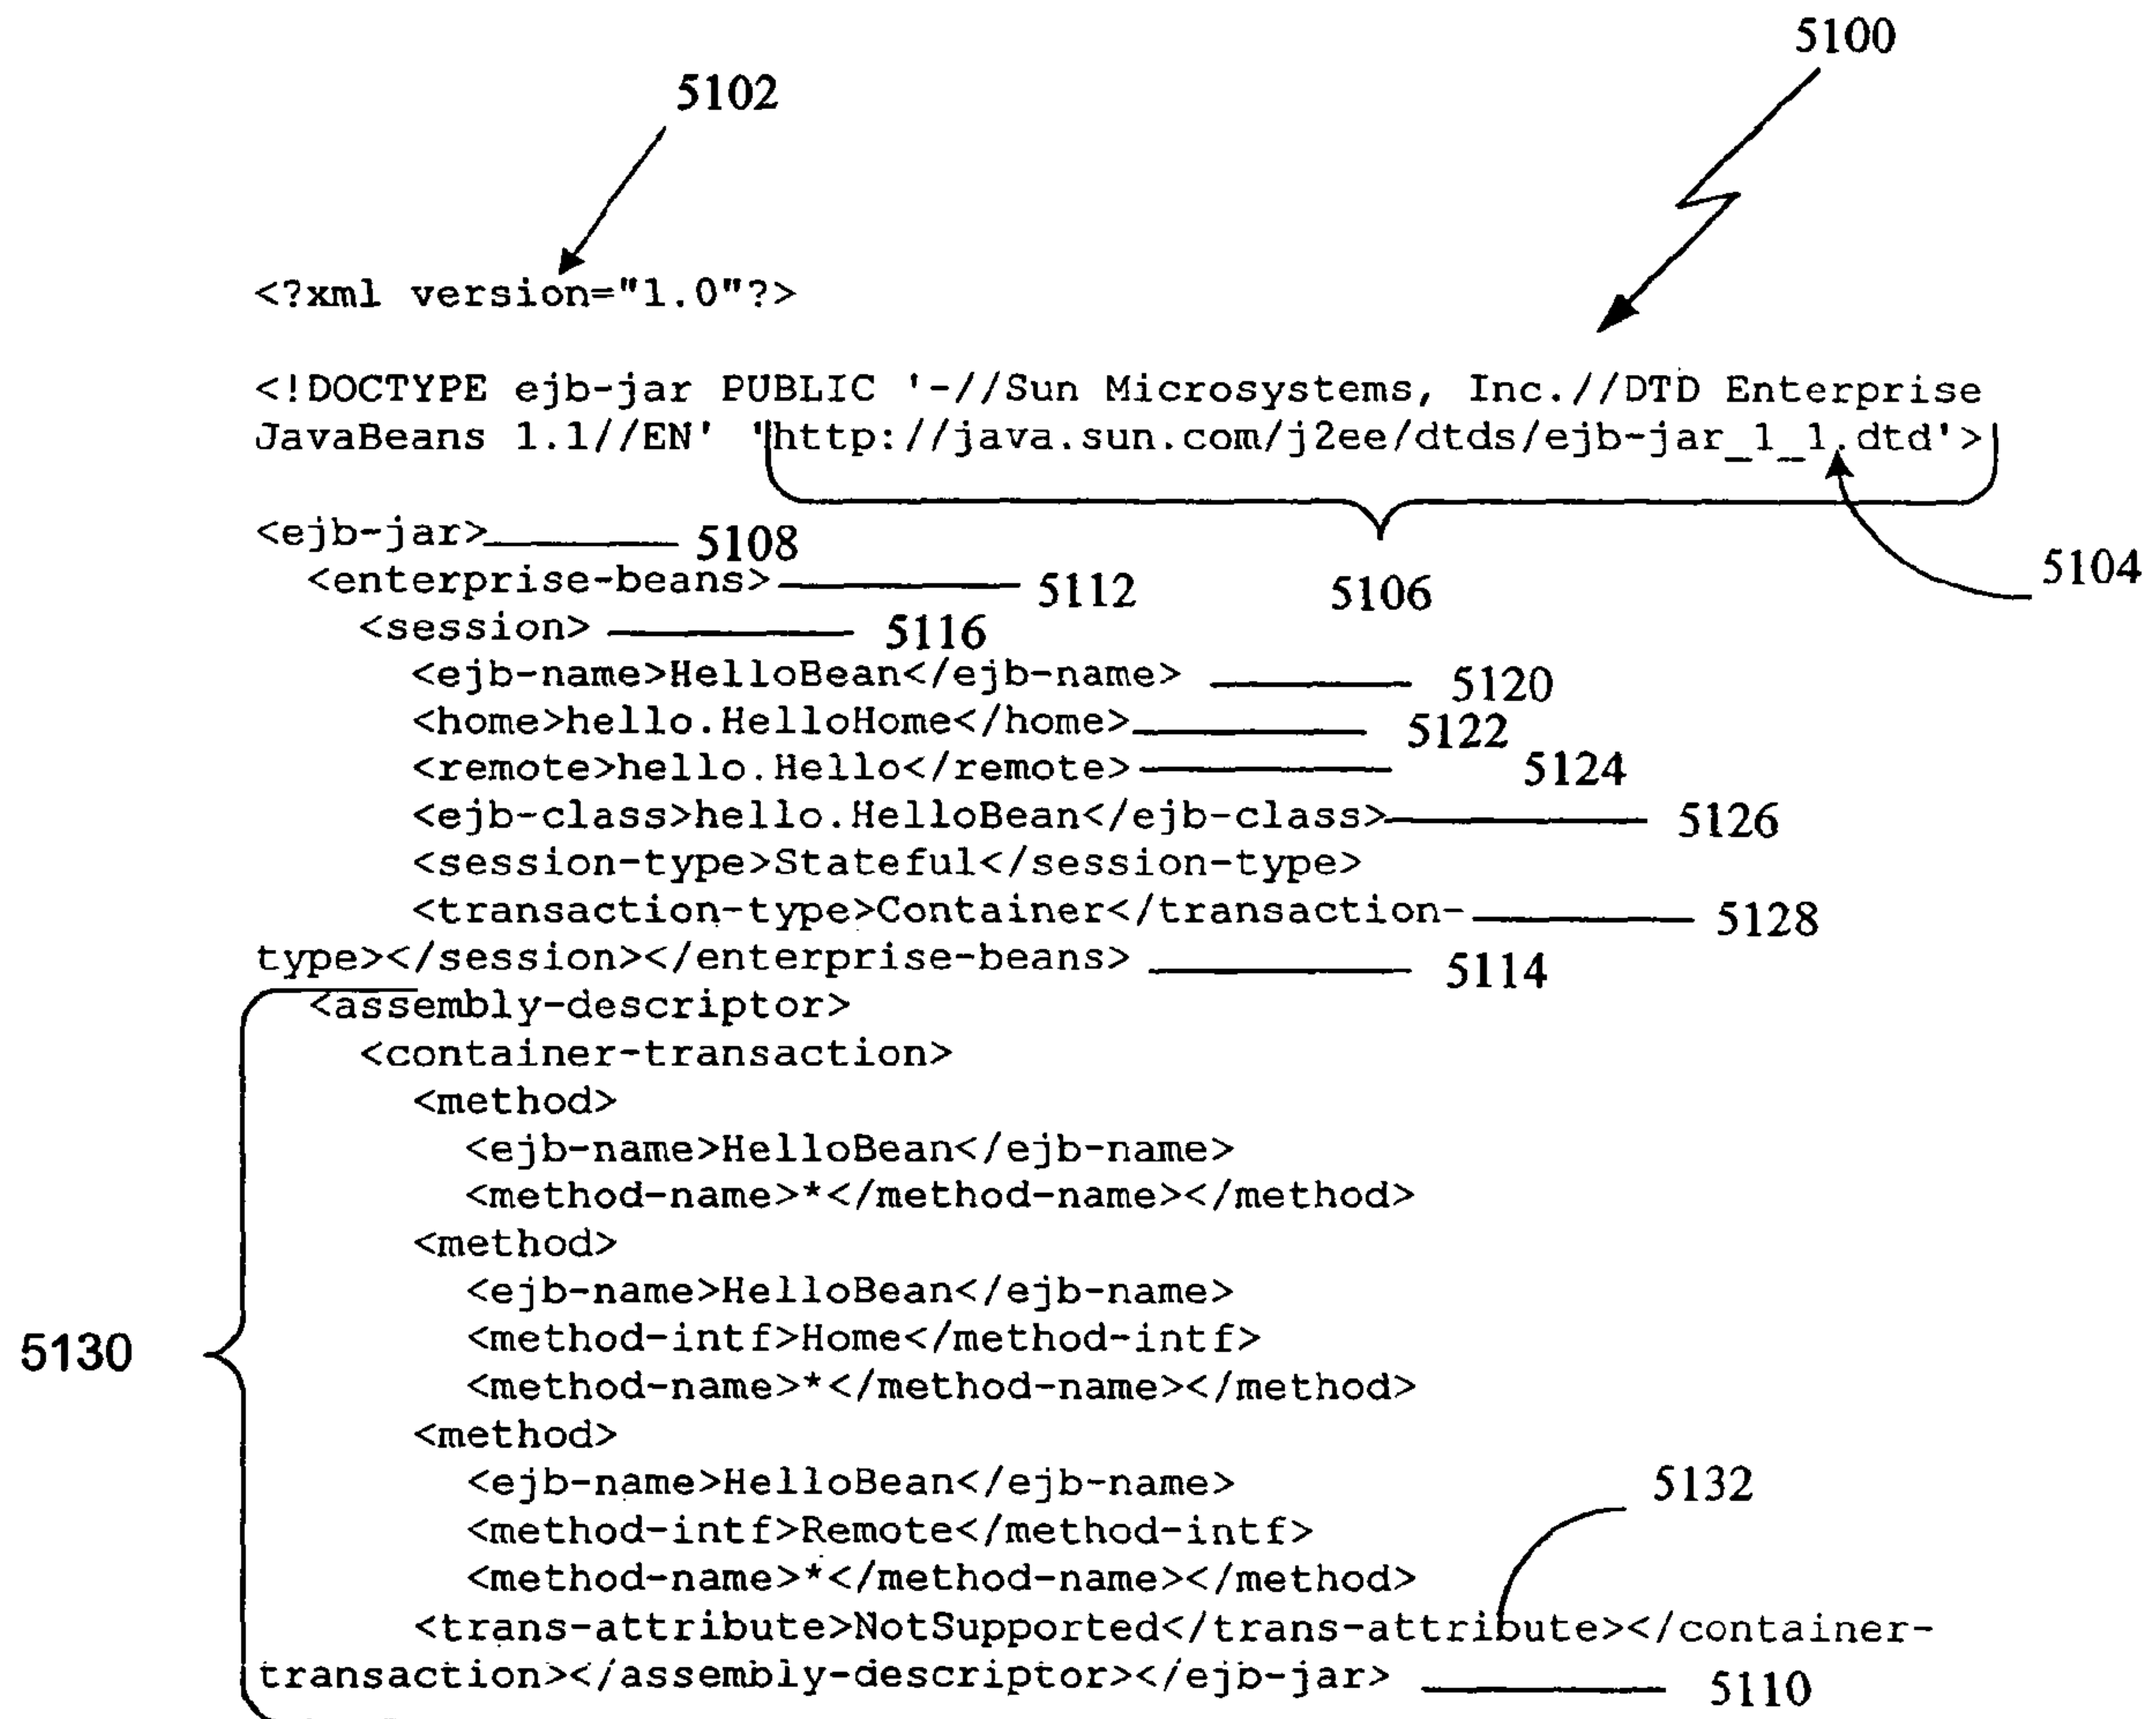 5100
5102
<?xml version="1.0"?>
<!DOCTYPE ejb-jar PUBLIC '-//Sun Microsystems, Inc.//DTD Enterprise
JavaBeans 1.1//EN' 'http://java.sun.com/j2ee/dtds/ejb-jar_1_1.dtd'>
<ejb-jar> 5108
5104
<enterprise-beans> 5112 5106
<session> 5116
<ejb-name>HelloBean</ejb-name> 5120
<home>hello.HelloHome</home> 5122
<remote>hello.Hello</remote> 5124
<ejb-class>hello.HelloBean</ejb-class> 5126
<session-type>Stateful</session-type>
<transaction-type>Container</transaction- 5128
type></session></enterprise-beans> 5114
<assembly-descriptor>
<container-transaction>
<method>
<ejb-name>HelloBean</ejb-name>
<method-name>*</method-name></method>
<method>
<ejb-name>HelloBean</ejb-name>
<method-intf>Home</method-intf>
5130
<method-name>*</method-name></method>
<method>
<ejb-name>HelloBean</ejb-name>
5132
<method-intf>Remote</method-intf>
<method-name>*</method-name></method>
<trans-attribute>NotSupported</trans-attribute></container-
transaction></assembly-descriptor></ejb-jar> 5110